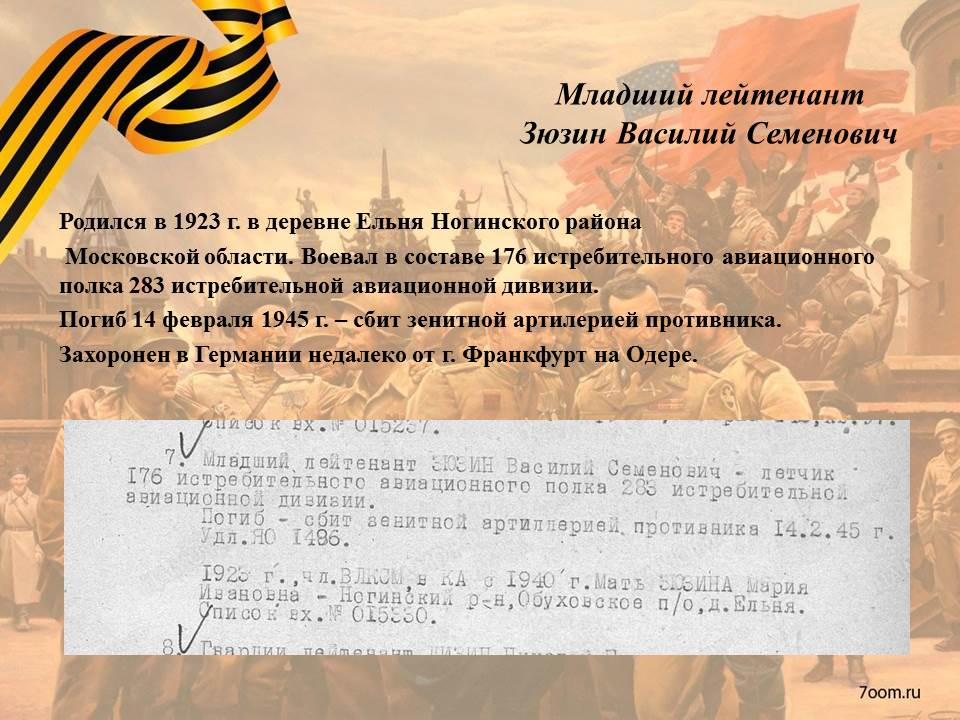 Младший лейтенант
Зюзин Василий Семенович
Родился в 1923 г. в деревне Ельня Ногинского района
Московской области. Воевал в составе 176 истребительного авиационного
полка 283 истребительной авиационной дивизии.
Погиб 14 февраля 1945 г. – сбит зенитной артилерией противника.
Захоронен в Германии недалеко от г. Франкфурт на Одере.
Список вх.№ 015237.
7. Младший лейтенант ЗЮЗИН Василий Семенович - летчик
176 истребительного авиационного полка 283 истребительной
авиационной дивизии.
Погиб - сбит зенитной артиллерией противника 14.2.45 г.
Удл.ЯО 1486.
1923 г.,чл.ВЛКСМ,в КА с 1940 г.Мать ЗЮЗИНА Мария
Ивановна - Ногинский р-н,Обуховское п/о,д.Ельня.
Список вх.№ 015330.
8. Гвардии лейтенант
7oom.ru